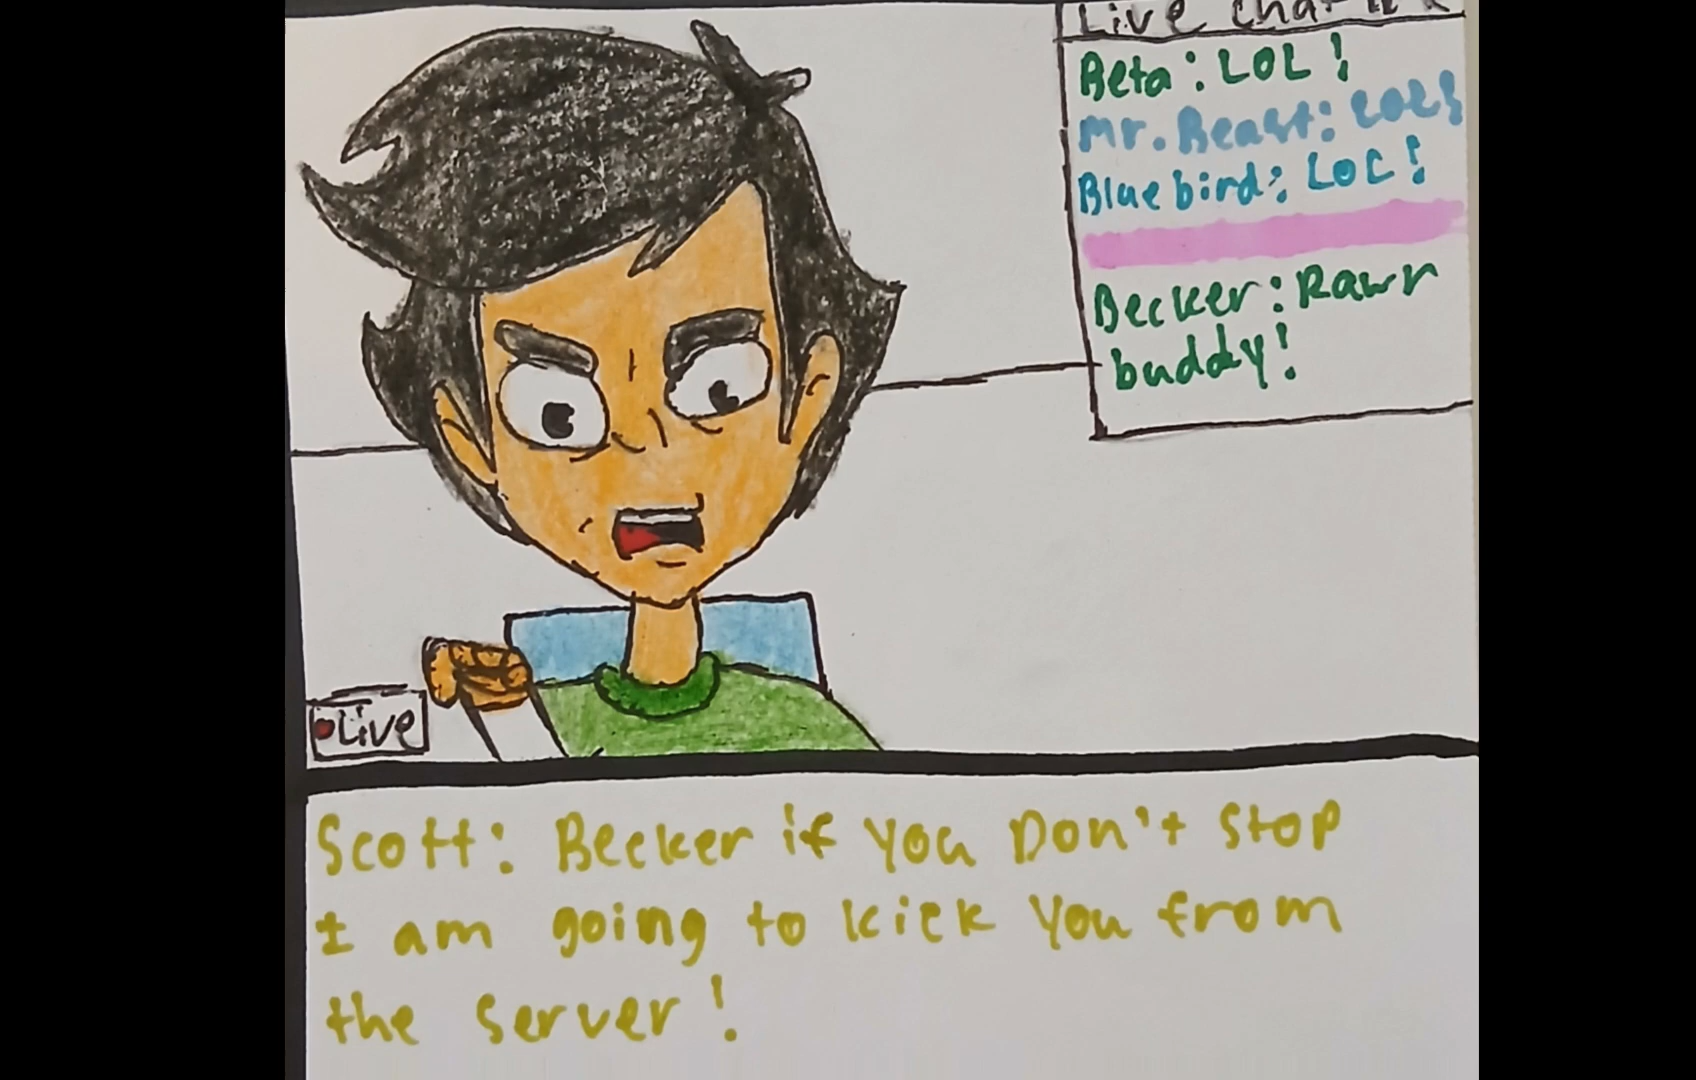 Live chat
Beta: LOL!
Mr. Beast: LOL!
Bluebird: LOL!
Becker: Rawr
buddy!
Live
Scott: Becker if you Don't stop
I am going to kick you from
the server!